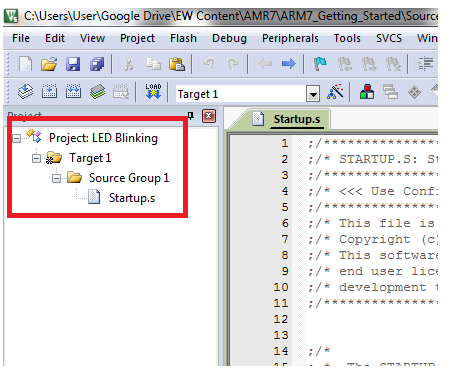 C:\Users\User\Google Drive\EW Content\AMR7\ARM7_Getting_Started\Source
File Edit View Project Flash Debug Peripherals Tools SVCS Win
LOAD
Target 1
Project
Startup.s
Project: LED Blinking
Target 1
Source Group 1
Startup.s
1 ;/********************
2 ;/* STARTUP.S: St
3 ;/********************
4 ;/* <<< Use Confi
5 ;/********************
6 ;/* This file is
7 ;/* Copyright (c)
8 ;/* This software
9 ;/* end user lice
10 ;/* development t
11 ;/********************
12
13
14 ;/*
15 ;* The STARTUP